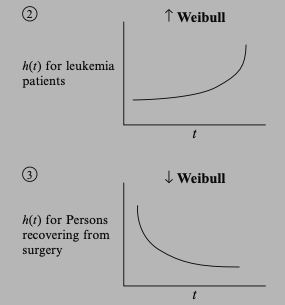 ②
↑ Weibull
h(t) for leukemia
patients
t
③
↓ Weibull
h(t) for Persons
recovering from
surgery
t